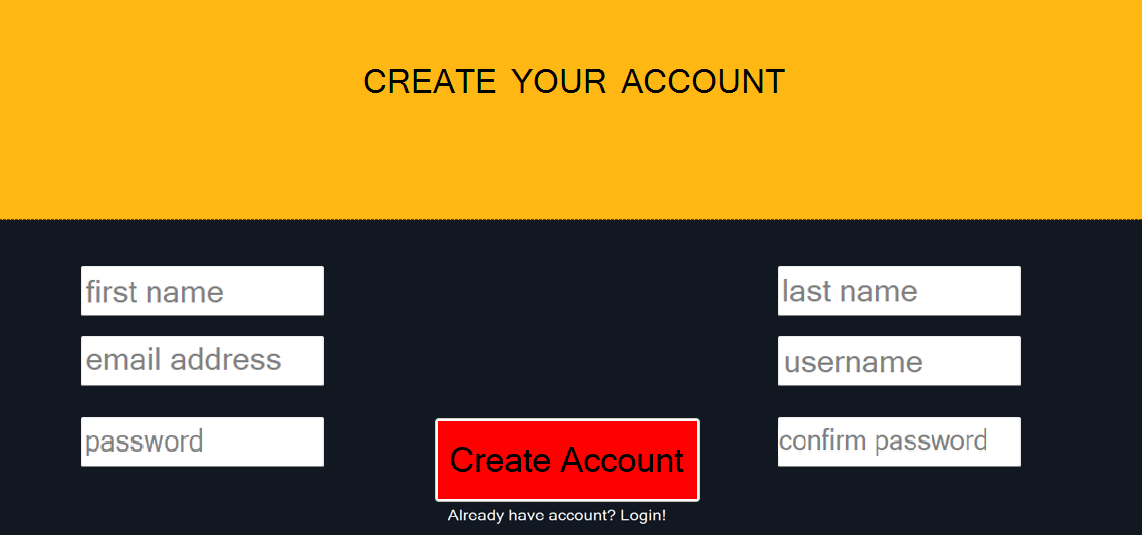 CREATE YOUR ACCOUNT
first name
last name
email address
username
password
confirm password
Create Account
Already have account? Login!